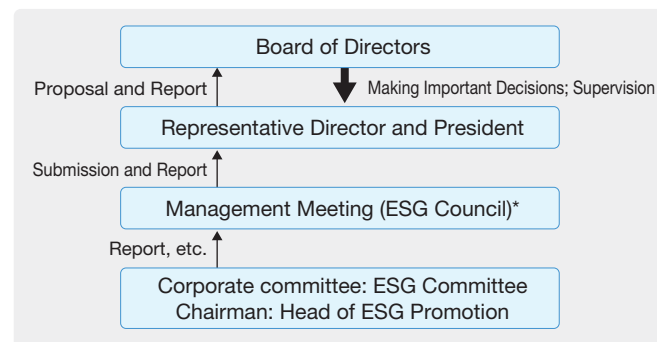 Board of Directors
Proposal and Report
Making Important Decisions; Supervision
Representative Director and President
Submission and Report
Management Meeting (ESG Council)*
Report, etc.
Corporate committee: ESG Committee
Chairman: Head of ESG Promotion